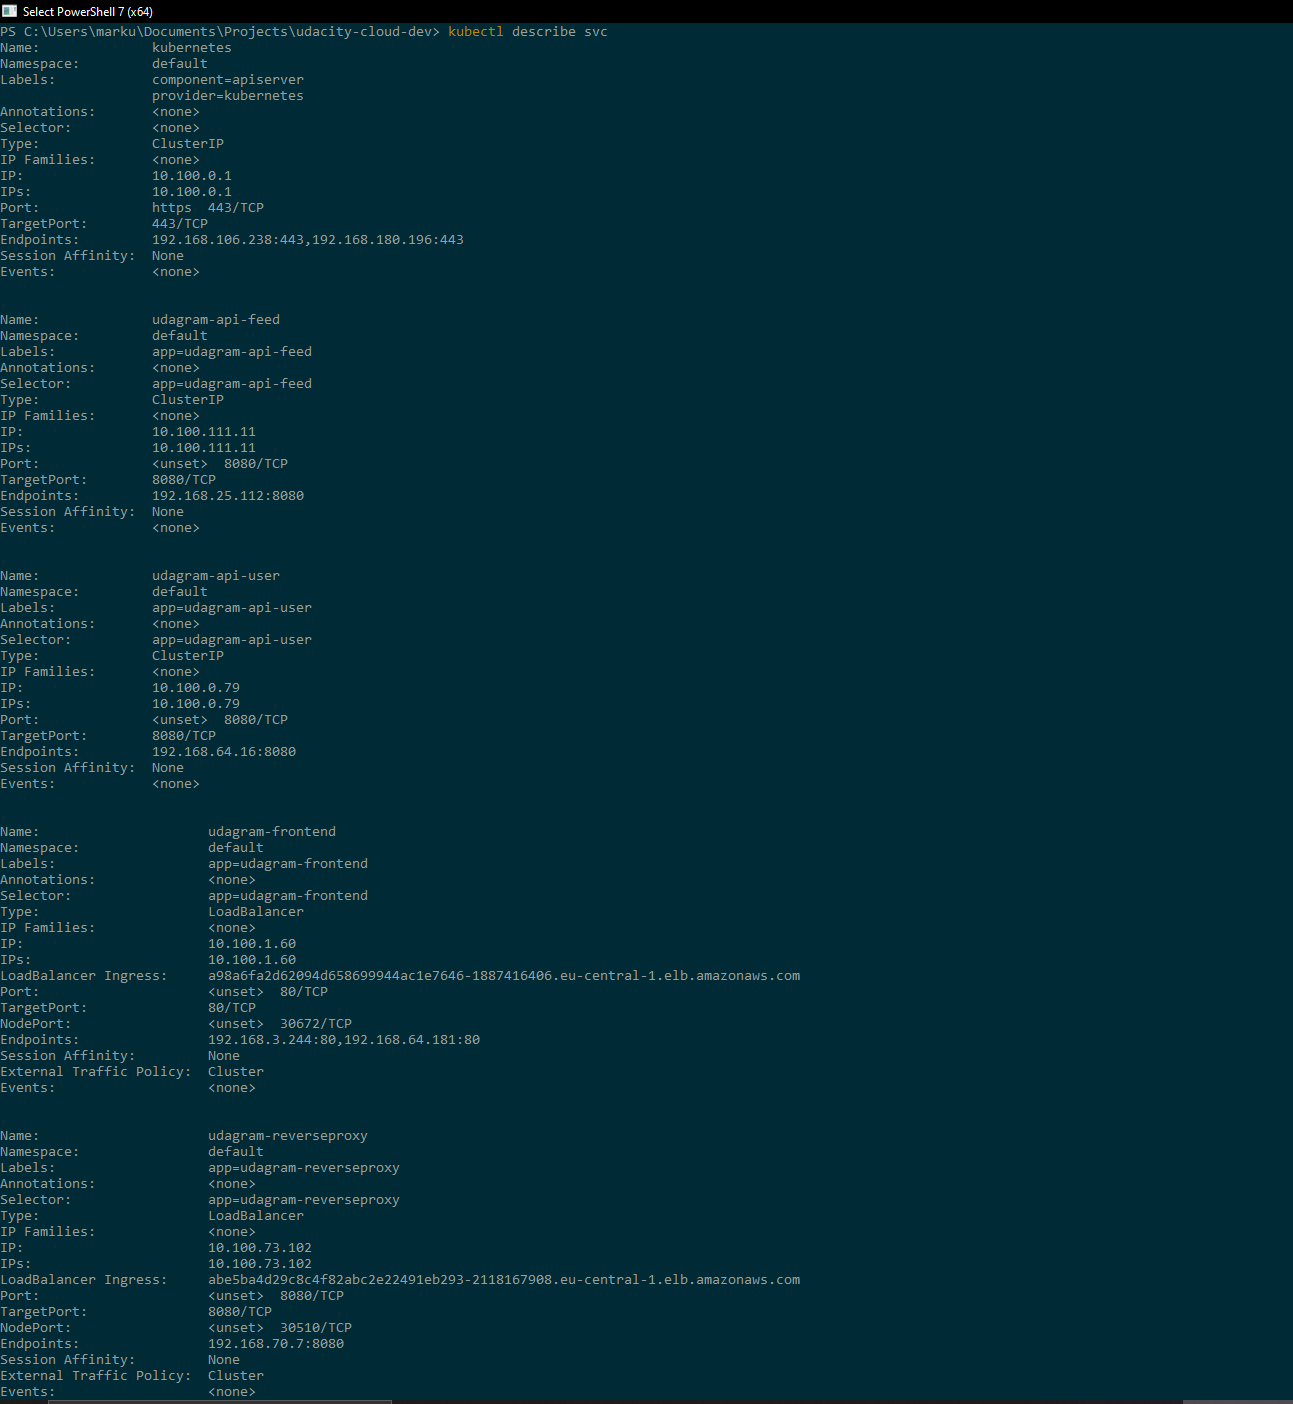 Select PowerShell 7 (x64)
PS C:\Users\marku\Documents\Projects\udacity-cloud-dev> kubectl describe svc
Name:              kubernetes
Namespace:         default
Labels:            component=apiserver
                   provider=kubernetes
Annotations:       <none>
Selector:          <none>
Type:              ClusterIP
IP Families:       <none>
IP:                10.100.0.1
IPs:               10.100.0.1
Port:              https  443/TCP
TargetPort:        443/TCP
Endpoints:         192.168.106.238:443,192.168.180.196:443
Session Affinity:  None
Events:            <none>

Name:              udagram-api-feed
Namespace:         default
Labels:            app=udagram-api-feed
Annotations:       <none>
Selector:          app=udagram-api-feed
Type:              ClusterIP
IP Families:       <none>
IP:                10.100.111.11
IPs:               10.100.111.11
Port:              <unset>  8080/TCP
TargetPort:        8080/TCP
Endpoints:         192.168.25.112:8080
Session Affinity:  None
Events:            <none>

Name:              udagram-api-user
Namespace:         default
Labels:            app=udagram-api-user
Annotations:       <none>
Selector:          app=udagram-api-user
Type:              ClusterIP
IP Families:       <none>
IP:                10.100.0.79
IPs:               10.100.0.79
Port:              <unset>  8080/TCP
TargetPort:        8080/TCP
Endpoints:         192.168.64.16:8080
Session Affinity:  None
Events:            <none>

Name:                     udagram-frontend
Namespace:                default
Labels:                   app=udagram-frontend
Annotations:              <none>
Selector:                 app=udagram-frontend
Type:                     LoadBalancer
IP Families:              <none>
IP:                       10.100.1.60
IPs:                      10.100.1.60
LoadBalancer Ingress:     a98a6fa2d62094d658699944ac1e7646-1887416406.eu-central-1.elb.amazonaws.com
Port:                     <unset>  80/TCP
TargetPort:               80/TCP
NodePort:                 <unset>  30672/TCP
Endpoints:                192.168.3.244:80,192.168.64.181:80
Session Affinity:         None
External Traffic Policy:  Cluster
Events:                   <none>

Name:                     udagram-reverseproxy
Namespace:                default
Labels:                   app=udagram-reverseproxy
Annotations:              <none>
Selector:                 app=udagram-reverseproxy
Type:                     LoadBalancer
IP Families:              <none>
IP:                       10.100.73.102
IPs:                      10.100.73.102
LoadBalancer Ingress:     abe5ba4d29c8c4f82abc2e22491eb293-2118167908.eu-central-1.elb.amazonaws.com
Port:                     <unset>  8080/TCP
TargetPort:               8080/TCP
NodePort:                 <unset>  30510/TCP
Endpoints:                192.168.70.7:8080
Session Affinity:         None
External Traffic Policy:  Cluster
Events:                   <none>